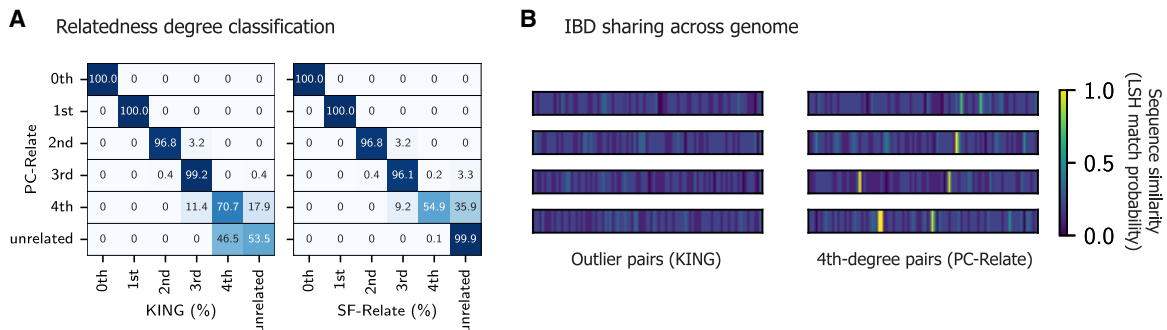 A
Relatedness degree classification
PC-Relate
0th
1st
2nd
3rd
4th
unrelated
100.0 0 0 0 0 0
0 100.0 0 0 0 0
0 0 96.8 3.2 0 0
0 0 0.4 99.2 0 0.4
0 0 0 11.4 70.7 17.9
0 0 0 0 46.5 53.5
0th 1st 2nd 3rd 4th unrelated
KING (%)
100.0 0 0 0 0 0
0 100.0 0 0 0 0
0 0 96.8 3.2 0 0
0 0 0.4 96.1 0.2 3.3
0 0 0 9.2 54.9 35.9
0 0 0 0 0.1 99.9
0th 1st 2nd 3rd 4th unrelated
SF-Relate (%)
B
IBD sharing across genome
Outlier pairs (KING)
4th-degree pairs (PC-Relate)
1.0
0.5
0.0
Sequence similarity
(LSH match probability)